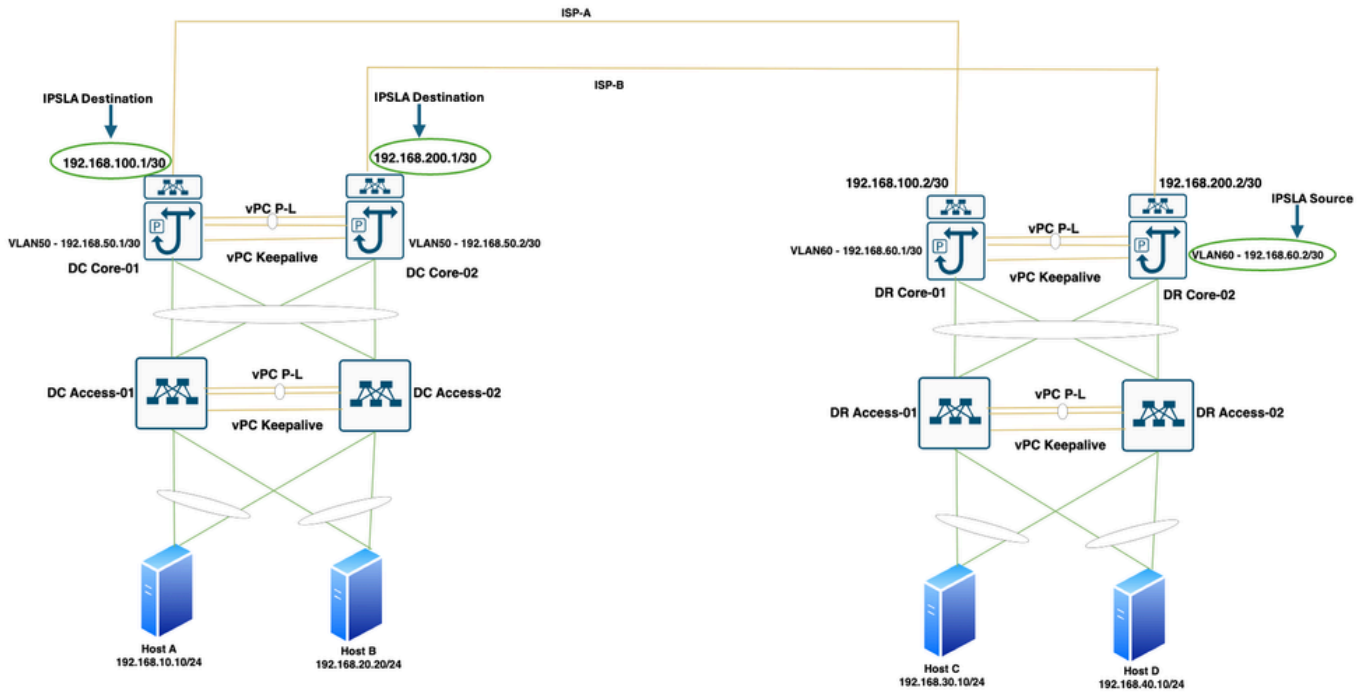 ISP-A
ISP-B
IPSLA Destination
IPSLA Destination
192.168.100.1/30
192.168.200.1/30
192.168.100.2/30
192.168.200.2/30
IPSLA Source
vPC P-L
P
P
VLAN50 - 192.168.50.1/30
VLAN50 - 192.168.50.2/30
vPC Keepalive
DC Core-01
DC Core-02
vPC P-L
P
P
VLAN60 - 192.168.60.1/30
VLAN60 - 192.168.60.2/30
vPC Keepalive
DR Core-01
DR Core-02
vPC P-L
DC Access-01
DC Access-02
vPC Keepalive
vPC P-L
DR Access-01
DR Access-02
vPC Keepalive
Host A
192.168.10.10/24
Host B
192.168.20.20/24
Host C
192.168.30.10/24
Host D
192.168.40.10/24